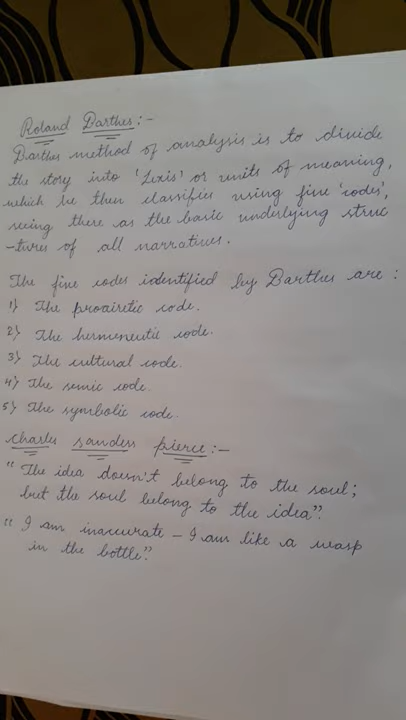 Roland Barthes:-
Barthes method of analysis is to divide
the story into 'Lexis' or units of meaning,
which he then classifies using five 'codes',
seeing there as the basic underlying struc
-tures of all narratives.
The five codes identified by Barthes are :
1) The proairetic code.
2) The hermeneutic code.
3) The cultural code.
4) The semic code.
5) The symbolic code.
charles sanders pierce:-
"The idea doesn't belong to the soul;
but the soul belong to the idea".
"I am inaccurate - I am like a wasp
in the bottle".